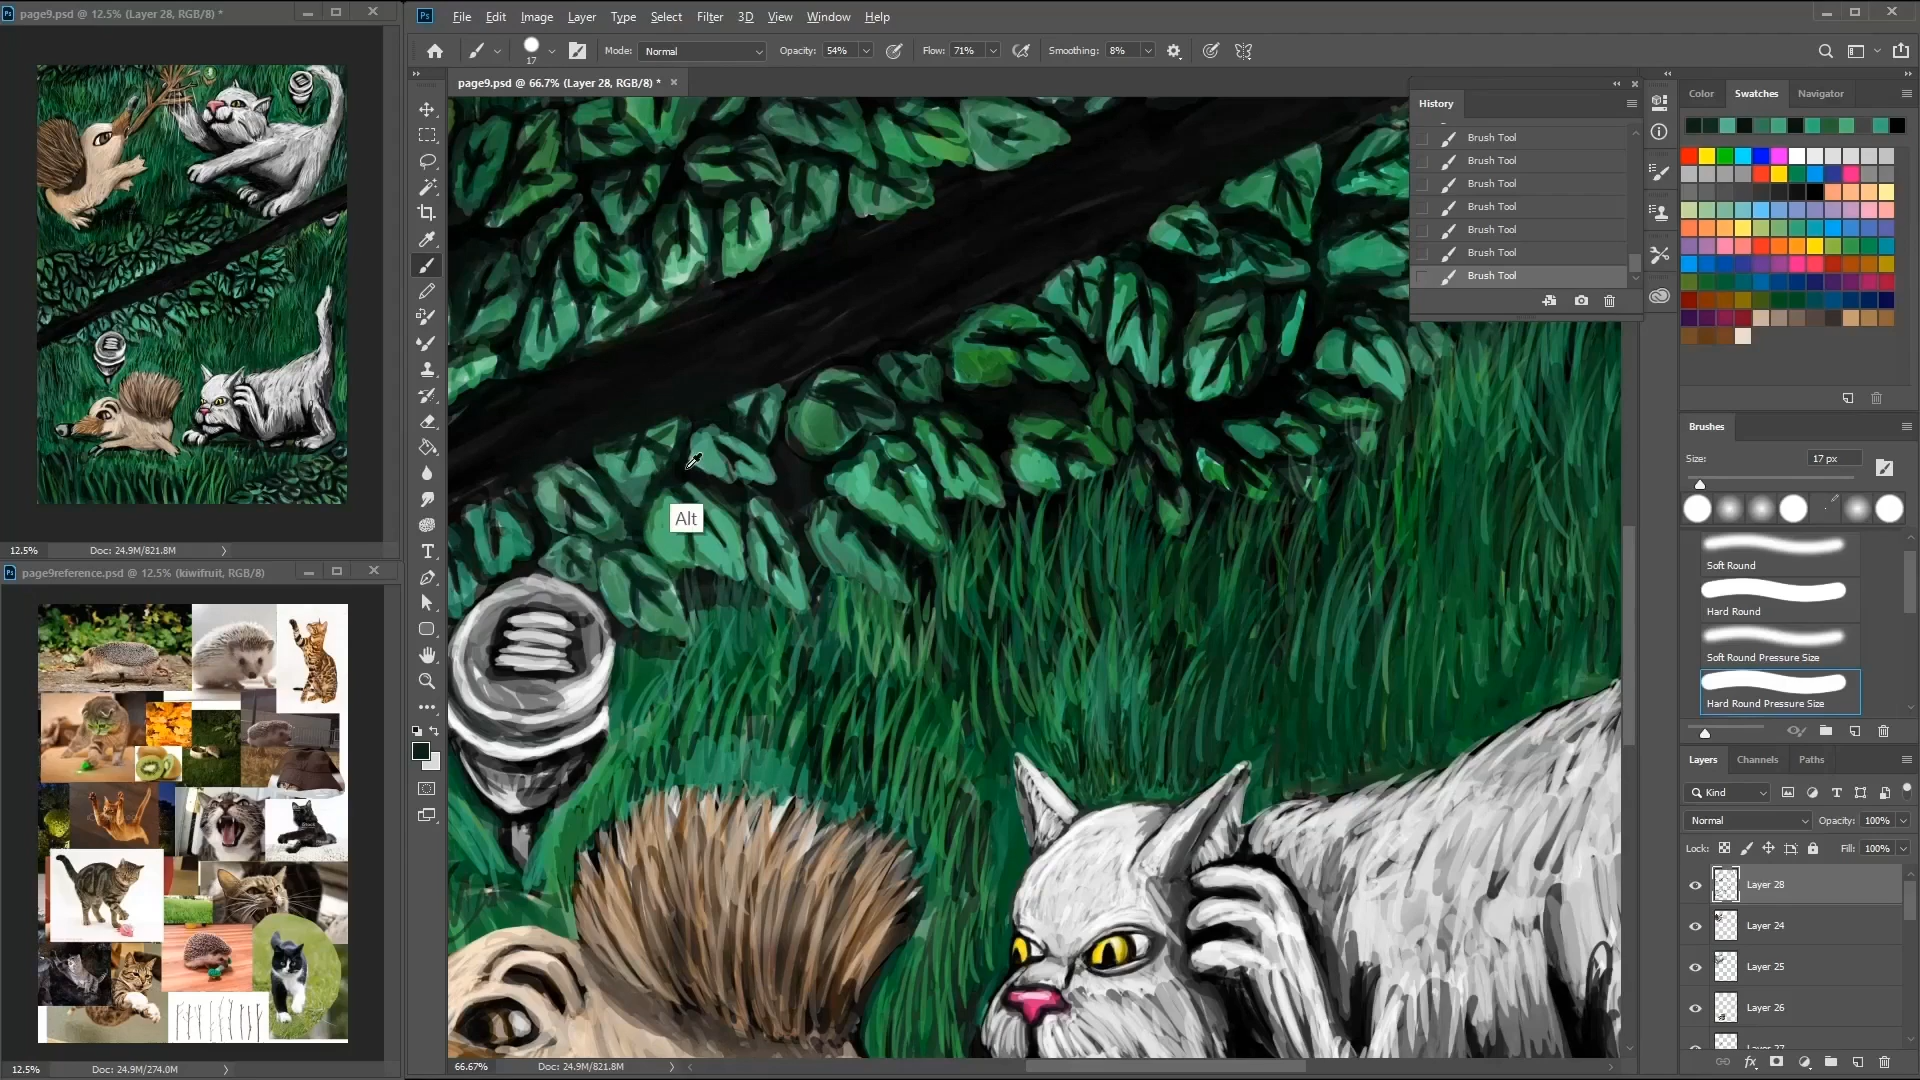 page9.psd @ 12.5% (Layer 28, RGB/8) *
File Edit Image Layer Type Select Filter 3D View Window Help
17
Mode: Normal
Opacity: 54%
Flow: 71%
Smoothing: 8%
page9.psd @ 66.7% (Layer 28, RGB/8) *
History
Brush Tool
Brush Tool
Brush Tool
Brush Tool
Brush Tool
Brush Tool
Brush Tool
Color Swatches Navigator
Brushes
Size: 17 px
Soft Round
Hard Round
Soft Round Pressure Size
Hard Round Pressure Size
Layers Channels Paths
Kind
Normal
Opacity: 100%
Lock:
Fill: 100%
Layer 28
Layer 24
Layer 25
Layer 26
Layer 27
Alt
12.5% Doc: 24.9M/821.8M
page9reference.psd @ 12.5% (kiwifruit, RGB/8)
12.5% Doc: 24.9M/274.0M
66.67% Doc: 24.9M/821.8M